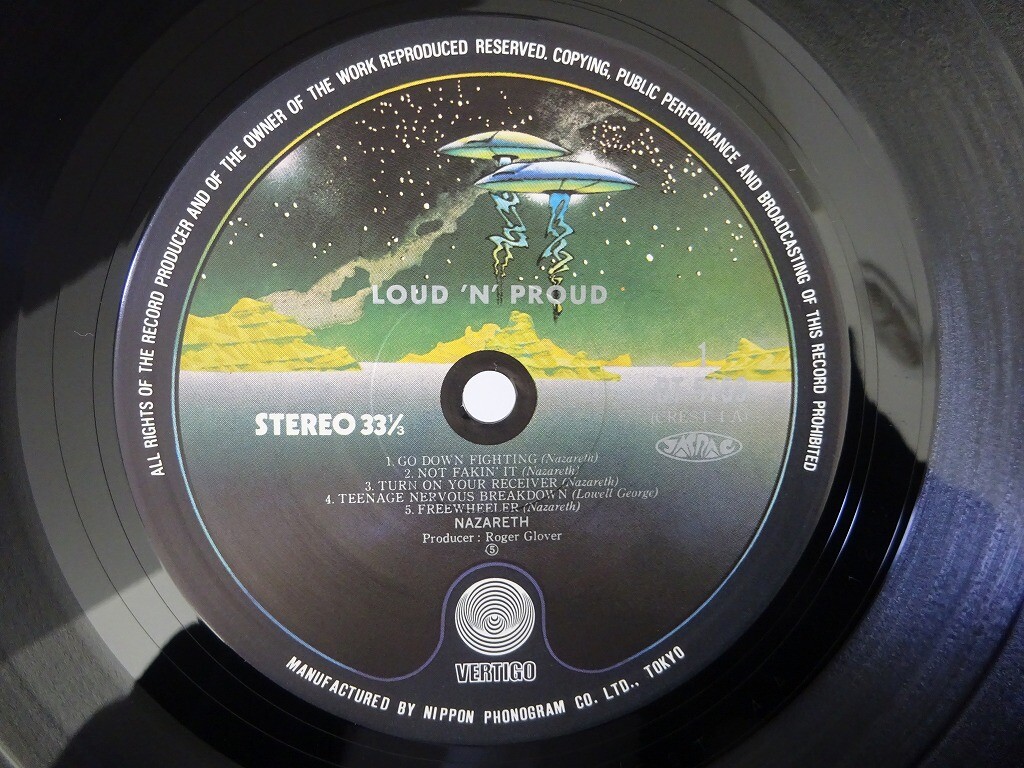 ALL RIGHTS OF THE RECORD PRODUCER AND OF THE OWNER OF THE WORK REPRODUCED RESERVED. COPYING, PUBLIC PERFORMANCE AND BROADCASTING OF THIS RECORD PROHIBITED
LOUD 'N' PROUD
1
STEREO 33⅓
JASRAC
1. GO DOWN FIGHTING (Nazareth)
2. NOT FAKIN' IT (Nazareth)
3. TURN ON YOUR RECEIVER (Nazareth)
4. TEENAGE NERVOUS BREAKDOWN (Lowell George)
5. FREEWHEELER (Nazareth)
NAZARETH
Producer : Roger Glover
⑤
VERTIGO
MANUFACTURED BY NIPPON PHONOGRAM CO. LTD., TOKYO